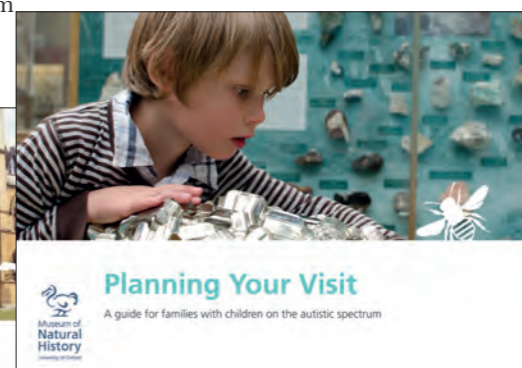 m
Planning Your Visit
A guide for families with children on the autistic spectrum
Museum of
Natural
History